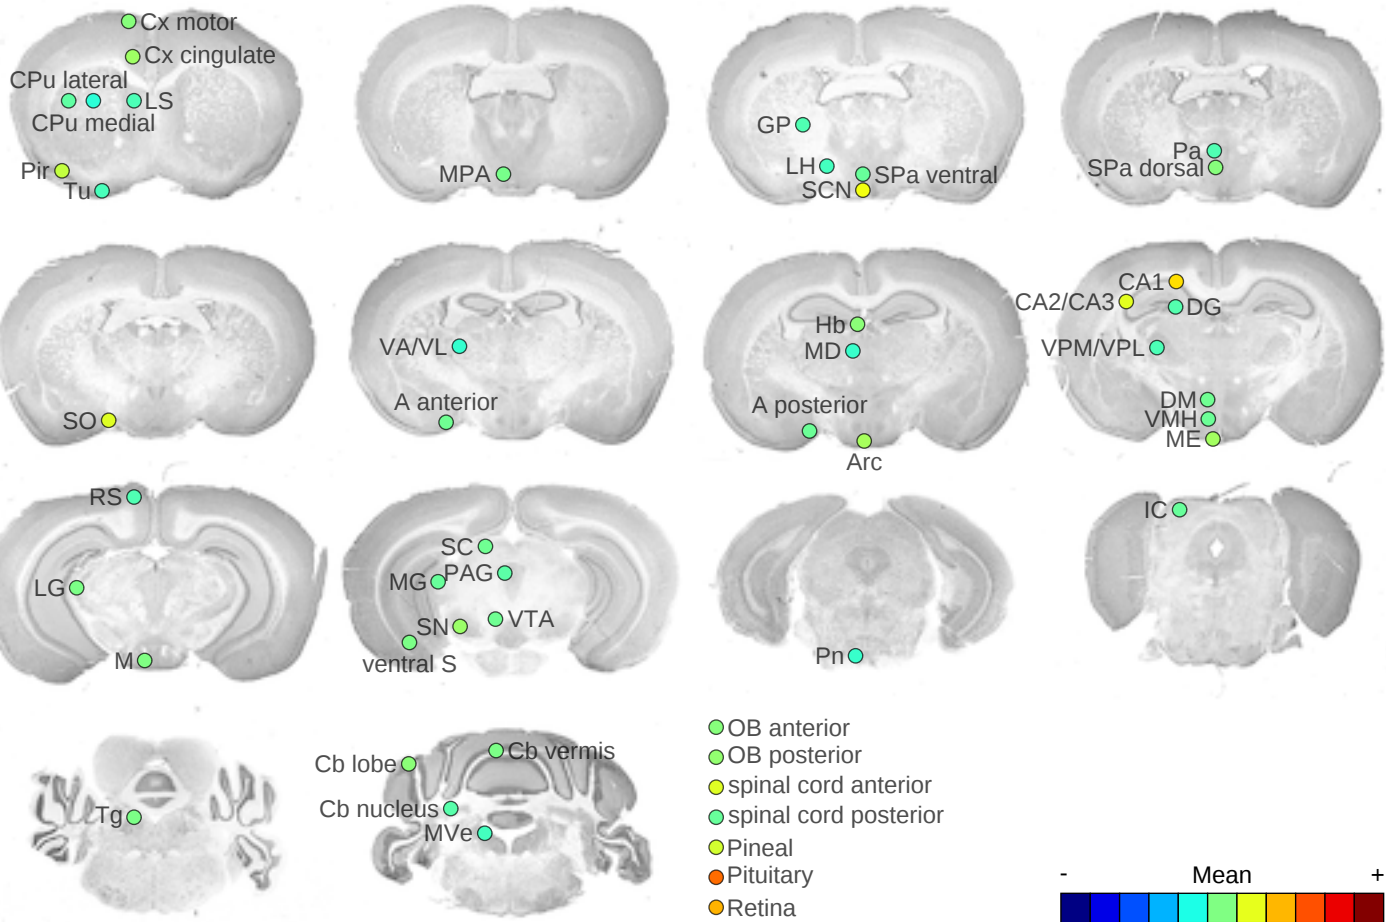 Cx motor
Cx cingulate
CPu lateral
LS
CPu medial
Pir
Tu
MPA
GP
LH
SPa ventral
SCN
Pa
SPa dorsal
SO
VA/VL
A anterior
Hb
MD
A posterior
Arc
CA1
CA2/CA3
DG
VPM/VPL
DM
VMH
ME
RS
LG
M
SC
MG
PAG
SN
VTA
ventral S
Pn
IC
Tg
Cb lobe
Cb vermis
Cb nucleus
MVe
OB anterior
OB posterior
spinal cord anterior
spinal cord posterior
Pineal
Pituitary
Retina
- Mean +